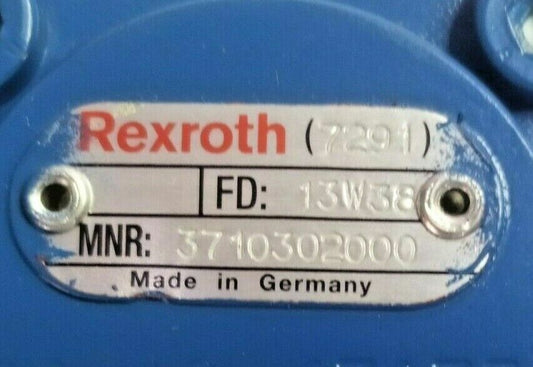 Rexroth (7291)
FD: 13W38
MNR: 3710302000
Made in Germany